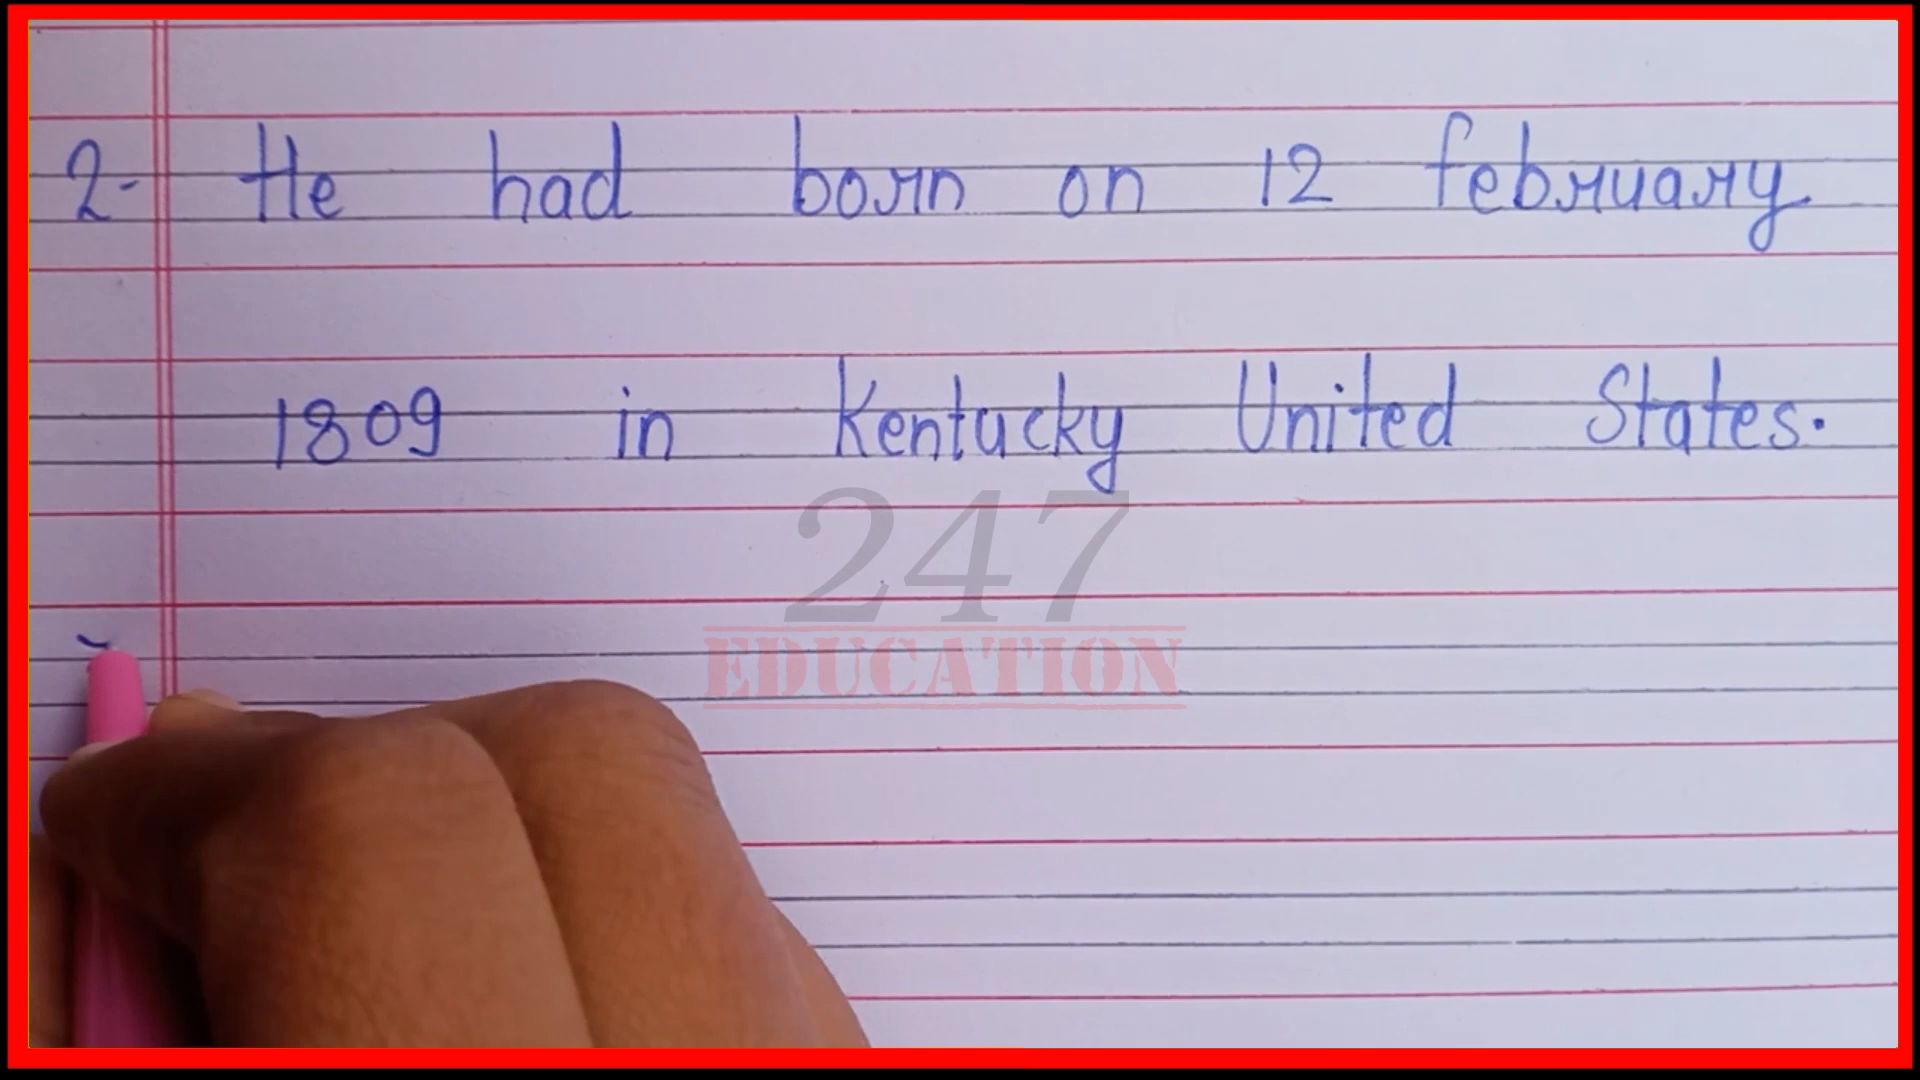 2- He had born on 12 february
1809 in Kentucky United States.
247
EDUCATION